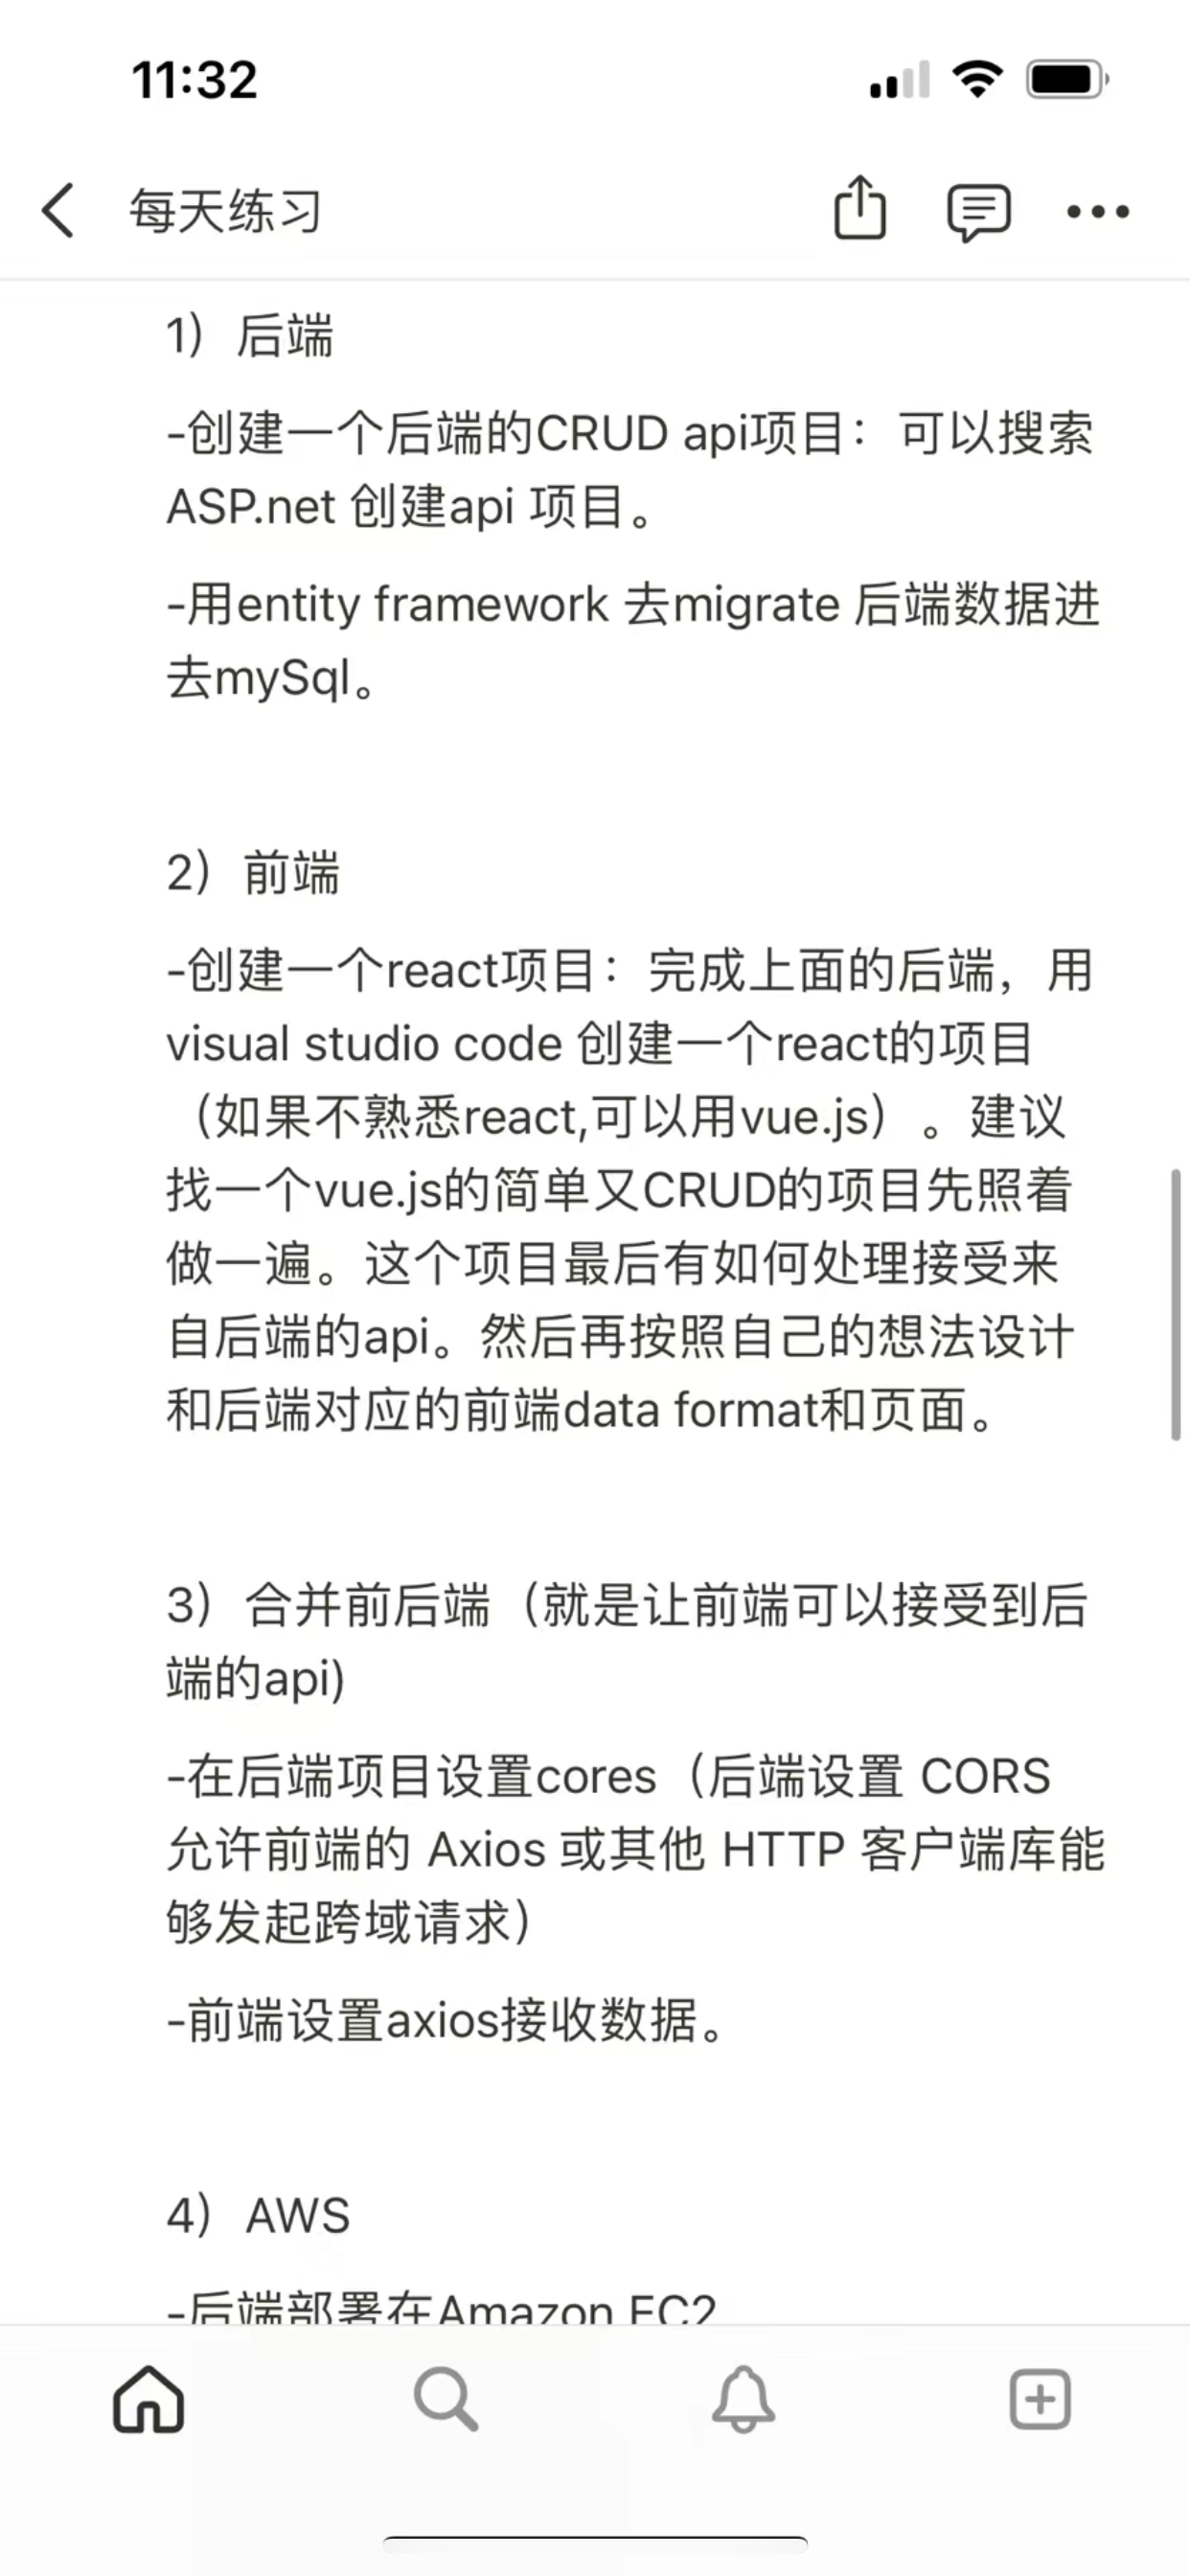 11:32
每天练习
1）后端
-创建一个后端的CRUD api项目：可以搜索
ASP.net 创建api 项目。
-用entity framework 去migrate 后端数据进
去mySql。
2）前端
-创建一个react项目：完成上面的后端，用
visual studio code 创建一个react的项目
（如果不熟悉react,可以用vue.js）。建议
找一个vue.js的简单又CRUD的项目先照着
做一遍。这个项目最后有如何处理接受来
自后端的api。然后再按照自己的想法设计
和后端对应的前端data format和页面。
3）合并前后端（就是让前端可以接受到后
端的api)
-在后端项目设置cores（后端设置 CORS
允许前端的 Axios 或其他 HTTP 客户端库能
够发起跨域请求）
-前端设置axios接收数据。
4）AWS
-后端部署在Amazon EC2